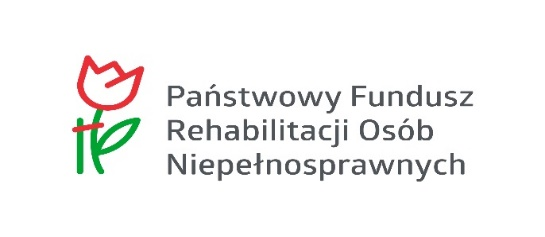 Państwowy Fundusz
Rehabilitacji Osób
Niepełnosprawnych